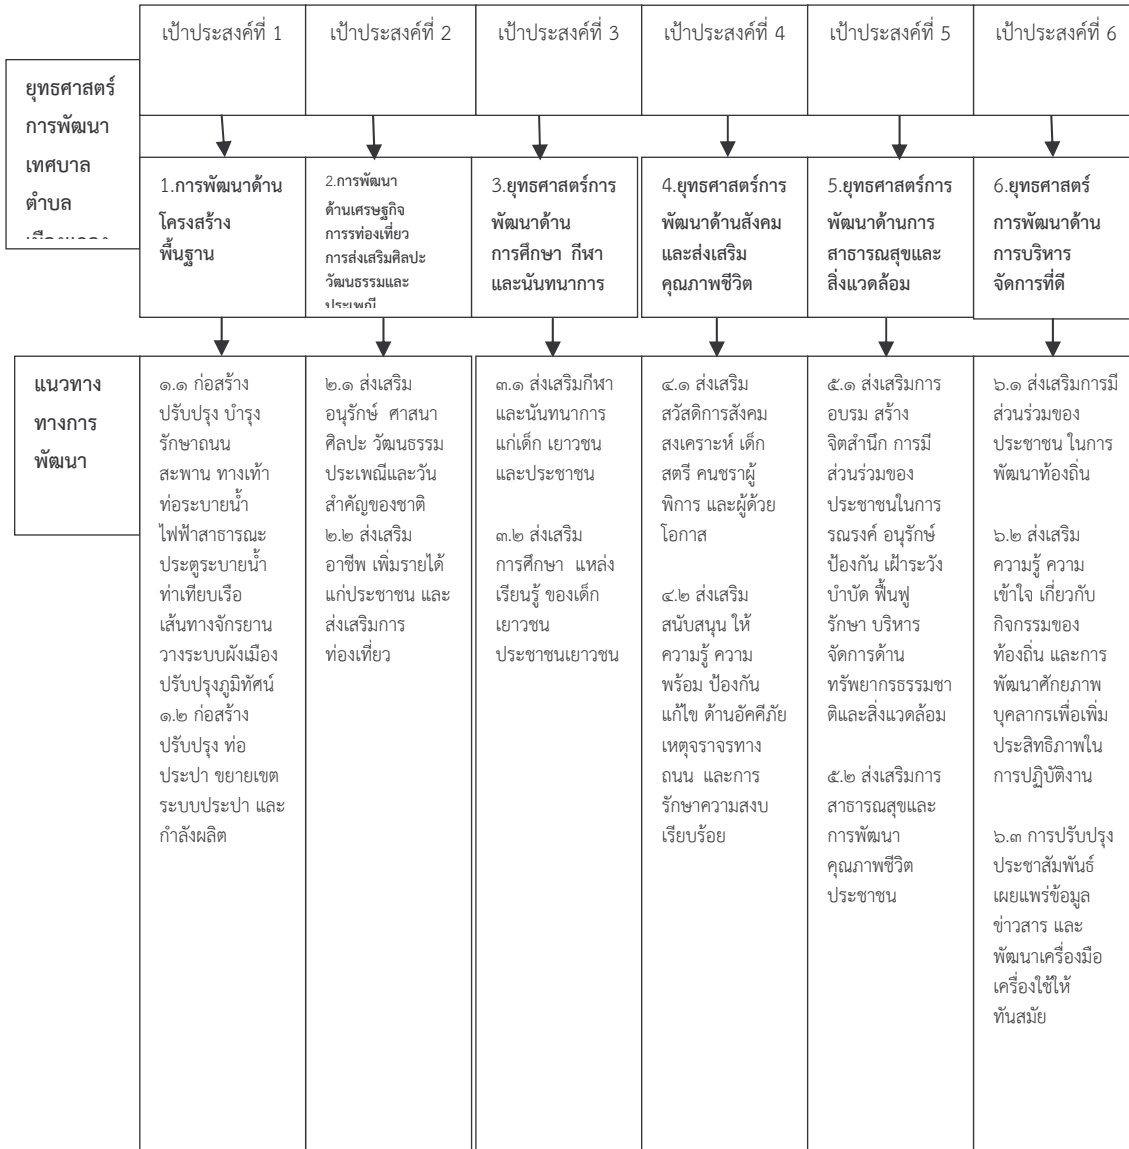 เป้าประสงค์ที่ 1
เป้าประสงค์ที่ 2
เป้าประสงค์ที่ 3
เป้าประสงค์ที่ 4
เป้าประสงค์ที่ 5
เป้าประสงค์ที่ 6
ยุทธศาสตร์
การพัฒนา
เทศบาล
ตำบล
1.การพัฒนาด้าน
โครงสร้าง
พื้นฐาน
2.การพัฒนา
ด้านเศรษฐกิจ
การรท่องเที่ยว
การส่งเสริมศิลปะ
วัฒนธรรมและ
ประเพณี
3.ยุทธศาสตร์การ
พัฒนาด้าน
การศึกษา กีฬา
และนันทนาการ
4.ยุทธศาสตร์การ
พัฒนาด้านสังคม
และส่งเสริม
คุณภาพชีวิต
5.ยุทธศาสตร์การ
พัฒนาด้านการ
สาธารณสุขและ
สิ่งแวดล้อม
6.ยุทธศาสตร์
การพัฒนาด้าน
การบริหาร
จัดการที่ดี
แนวทาง
ทางการ
พัฒนา
๑.๑ ก่อสร้าง
ปรับปรุง บำรุง
รักษาถนน
สะพาน ทางเท้า
ท่อระบายน้ำ
ไฟฟ้าสาธารณะ
ประตูระบายน้ำ
ท่าเทียบเรือ
เส้นทางจักรยาน
วางระบบผังเมือง
ปรับปรุงภูมิทัศน์
๑.๒ ก่อสร้าง
ปรับปรุง ท่อ
ประปา ขยายเขต
ระบบประปา และ
กำลังผลิต
๒.๑ ส่งเสริม
อนุรักษ์ ศาสนา
ศิลปะ วัฒนธรรม
ประเพณีและวัน
สำคัญของชาติ
๒.๒ ส่งเสริม
อาชีพ เพิ่มรายได้
แก่ประชาชน และ
ส่งเสริมการ
ท่องเที่ยว
๓.๑ ส่งเสริมกีฬา
และนันทนาการ
แก่เด็ก เยาวชน
และประชาชน
๓.๒ ส่งเสริม
การศึกษา แหล่ง
เรียนรู้ ของเด็ก
เยาวชน
ประชาชนเยาวชน
๔.๑ ส่งเสริม
สวัสดิการสังคม
สงเคราะห์ เด็ก
สตรี คนชราผู้
พิการ และผู้ด้วย
โอกาส
๔.๒ ส่งเสริม
สนับสนุน ให้
ความรู้ ความ
พร้อม ป้องกัน
แก้ไข ด้านอัคคีภัย
เหตุจราจรทาง
ถนน และการ
รักษาความสงบ
เรียบร้อย
๕.๑ ส่งเสริมการ
อบรม สร้าง
จิตสำนึก การมี
ส่วนร่วมของ
ประชาชนในการ
รณรงค์ อนุรักษ์
ป้องกัน เฝ้าระวัง
บำบัด ฟื้นฟู
รักษา บริหาร
จัดการด้าน
ทรัพยากรธรรมชา
ติและสิ่งแวดล้อม
๕.๒ ส่งเสริมการ
สาธารณสุขและ
การพัฒนา
คุณภาพชีวิต
ประชาชน
๖.๑ ส่งเสริมการมี
ส่วนร่วมของ
ประชาชน ในการ
พัฒนาท้องถิ่น
๖.๒ ส่งเสริม
ความรู้ ความ
เข้าใจ เกี่ยวกับ
กิจกรรมของ
ท้องถิ่น และการ
พัฒนาศักยภาพ
บุคลากรเพื่อเพิ่ม
ประสิทธิภาพใน
การปฏิบัติงาน
๖.๓ การปรับปรุง
ประชาสัมพันธ์
เผยแพร่ข้อมูล
ข่าวสาร และ
พัฒนาเครื่องมือ
เครื่องใช้ให้
ทันสมัย